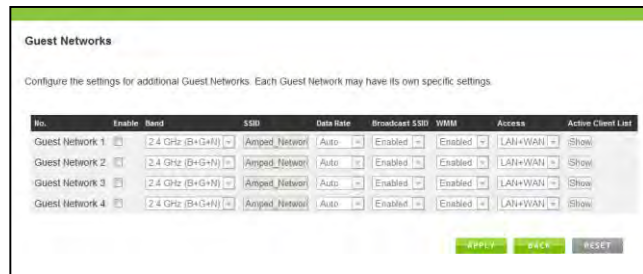 Guest Networks
Configure the settings for additional Guest Networks. Each Guest Network may have its own specific settings.
No. Enable Band SSID Data Rate Broadcast SSID WMM Access Active Client List
Guest Network 1 2.4 GHz (B+G+N) Amped_Networ Auto Enabled Enabled LAN+WAN Show
Guest Network 2 2.4 GHz (B+G+N) Amped_Networ Auto Enabled Enabled LAN+WAN Show
Guest Network 3 2.4 GHz (B+G+N) Amped_Networ Auto Enabled Enabled LAN+WAN Show
Guest Network 4 2.4 GHz (B+G+N) Amped_Networ Auto Enabled Enabled LAN+WAN Show
APPLY BACK RESET